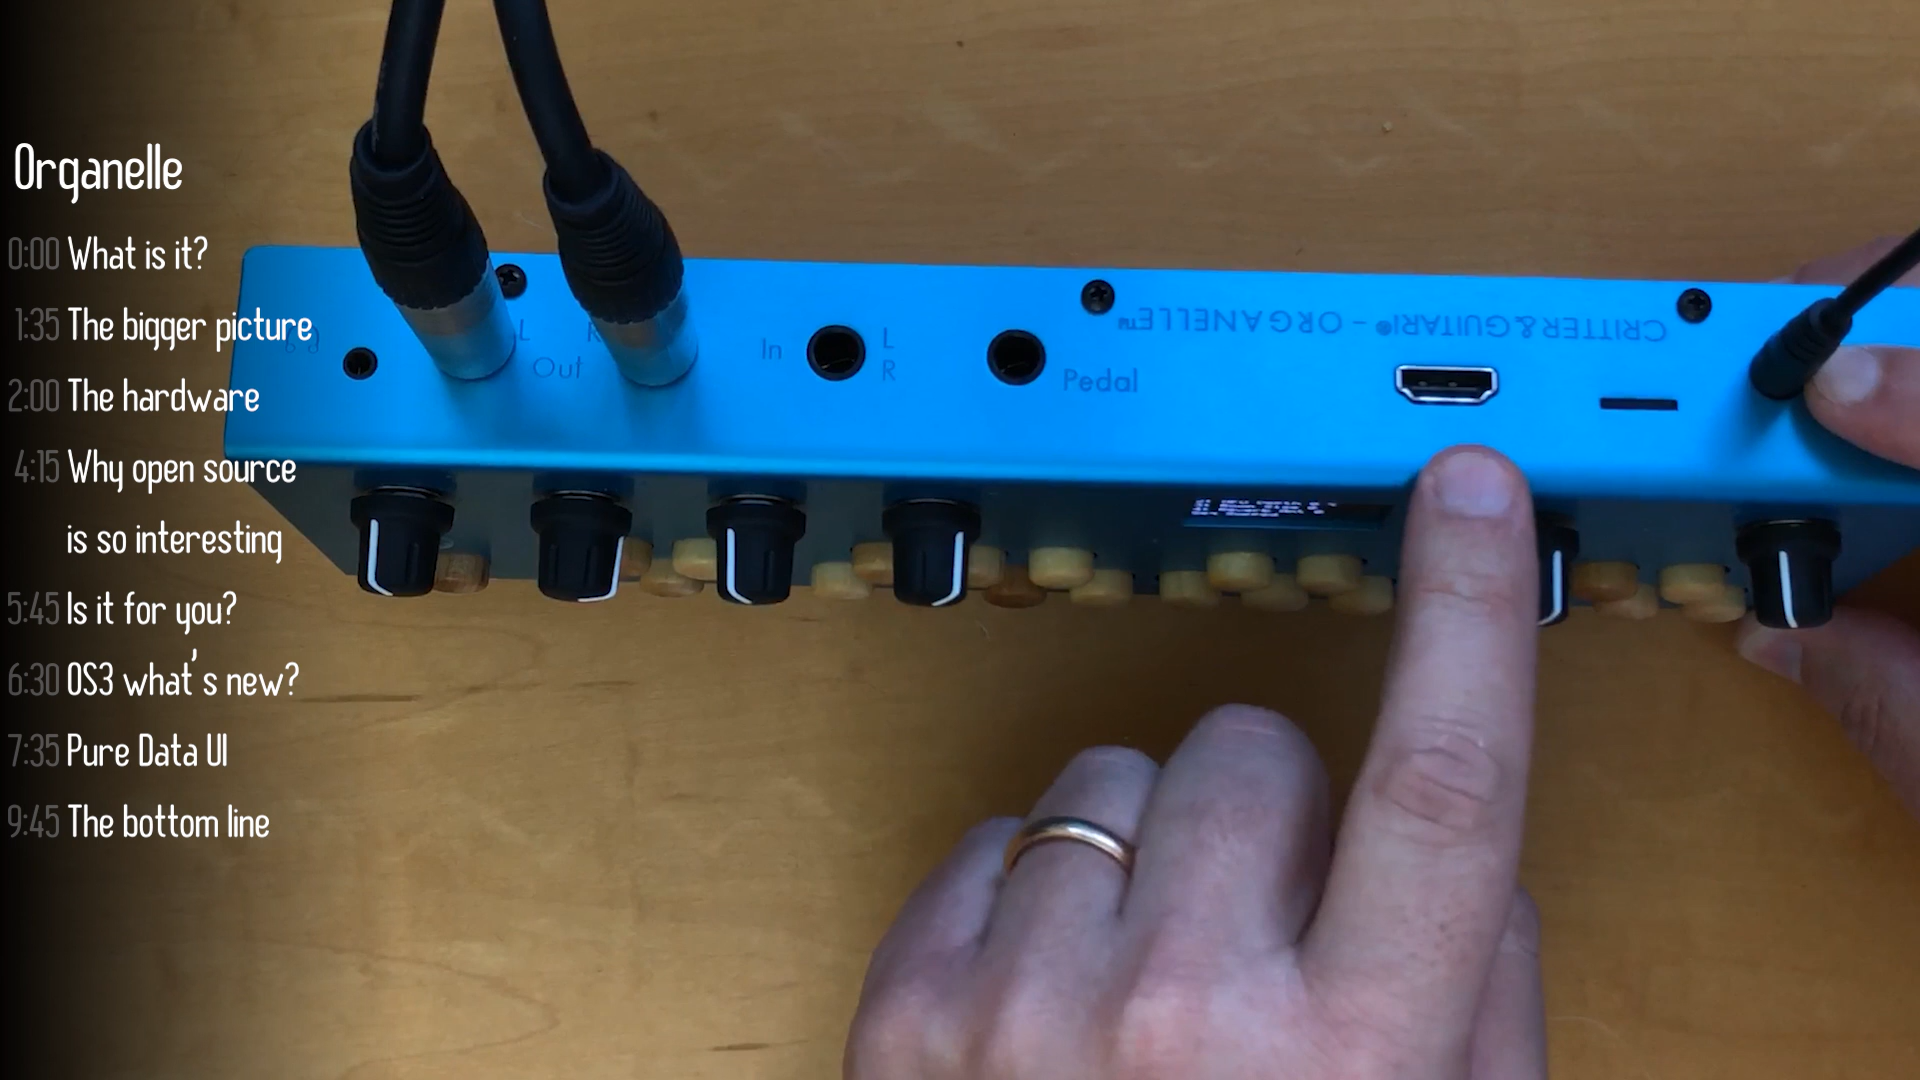 Organelle
0:00 What is it?
1:35 The bigger picture
2:00 The hardware
4:15 Why open source
is so interesting
5:45 Is it for you?
6:30 OS3 what's new?
7:35 Pure Data UI
9:45 The bottom line
L R
Out
In L
R
Pedal
CRITTER&GUITARI® - ORGANELLE™